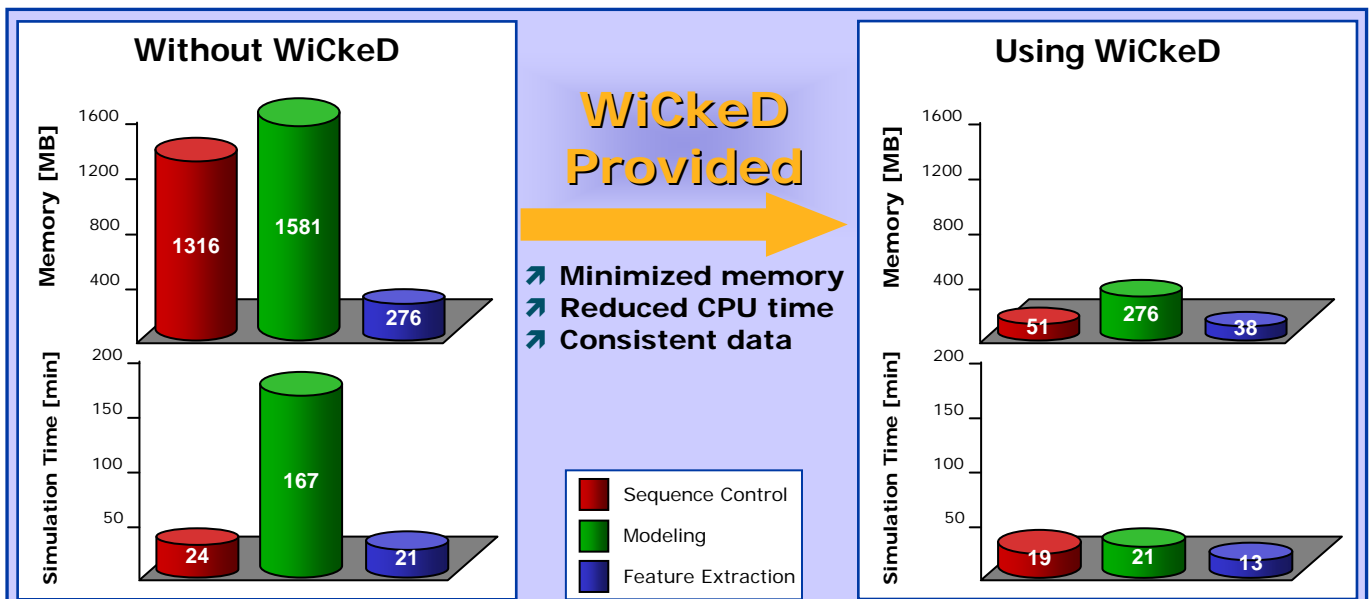 Without WiCkeD
Memory [MB]
1600
1200
800
400
1316
1581
276
Simulation Time [min]
200
150
100
50
24
167
21
WiCkeD
Provided
Minimized memory
Reduced CPU time
Consistent data
Sequence Control
Modeling
Feature Extraction
Using WiCkeD
Memory [MB]
1600
1200
800
400
51
276
38
Simulation Time [min]
200
150
100
50
19
21
13